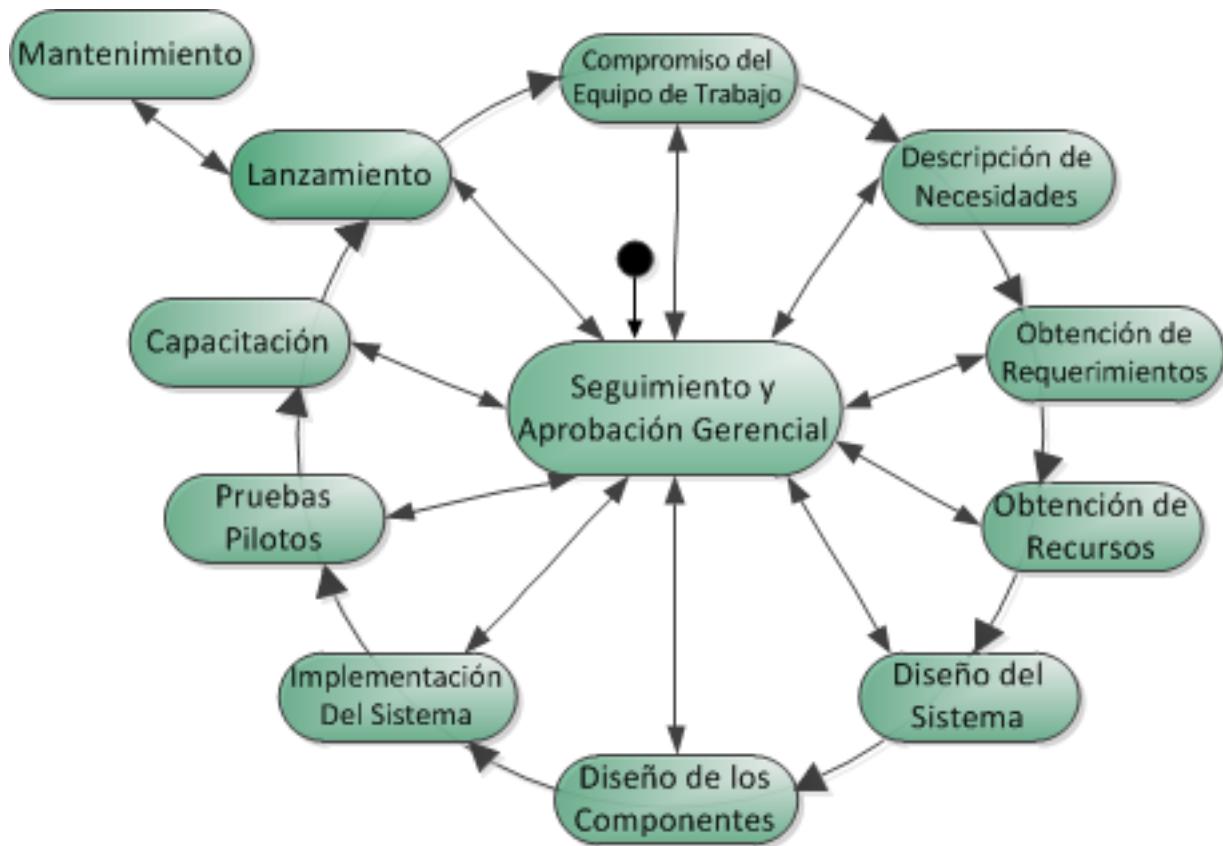 Mantenimiento
Compromiso del
Equipo de Trabajo
Lanzamiento
Descripción de
Necesidades
Capacitación
Obtención de
Requerimientos
Seguimiento y
Aprobación Gerencial
Pruebas
Pilotos
Obtención de
Recursos
Implementación
Del Sistema
Diseño del
Sistema
Diseño de los
Componentes